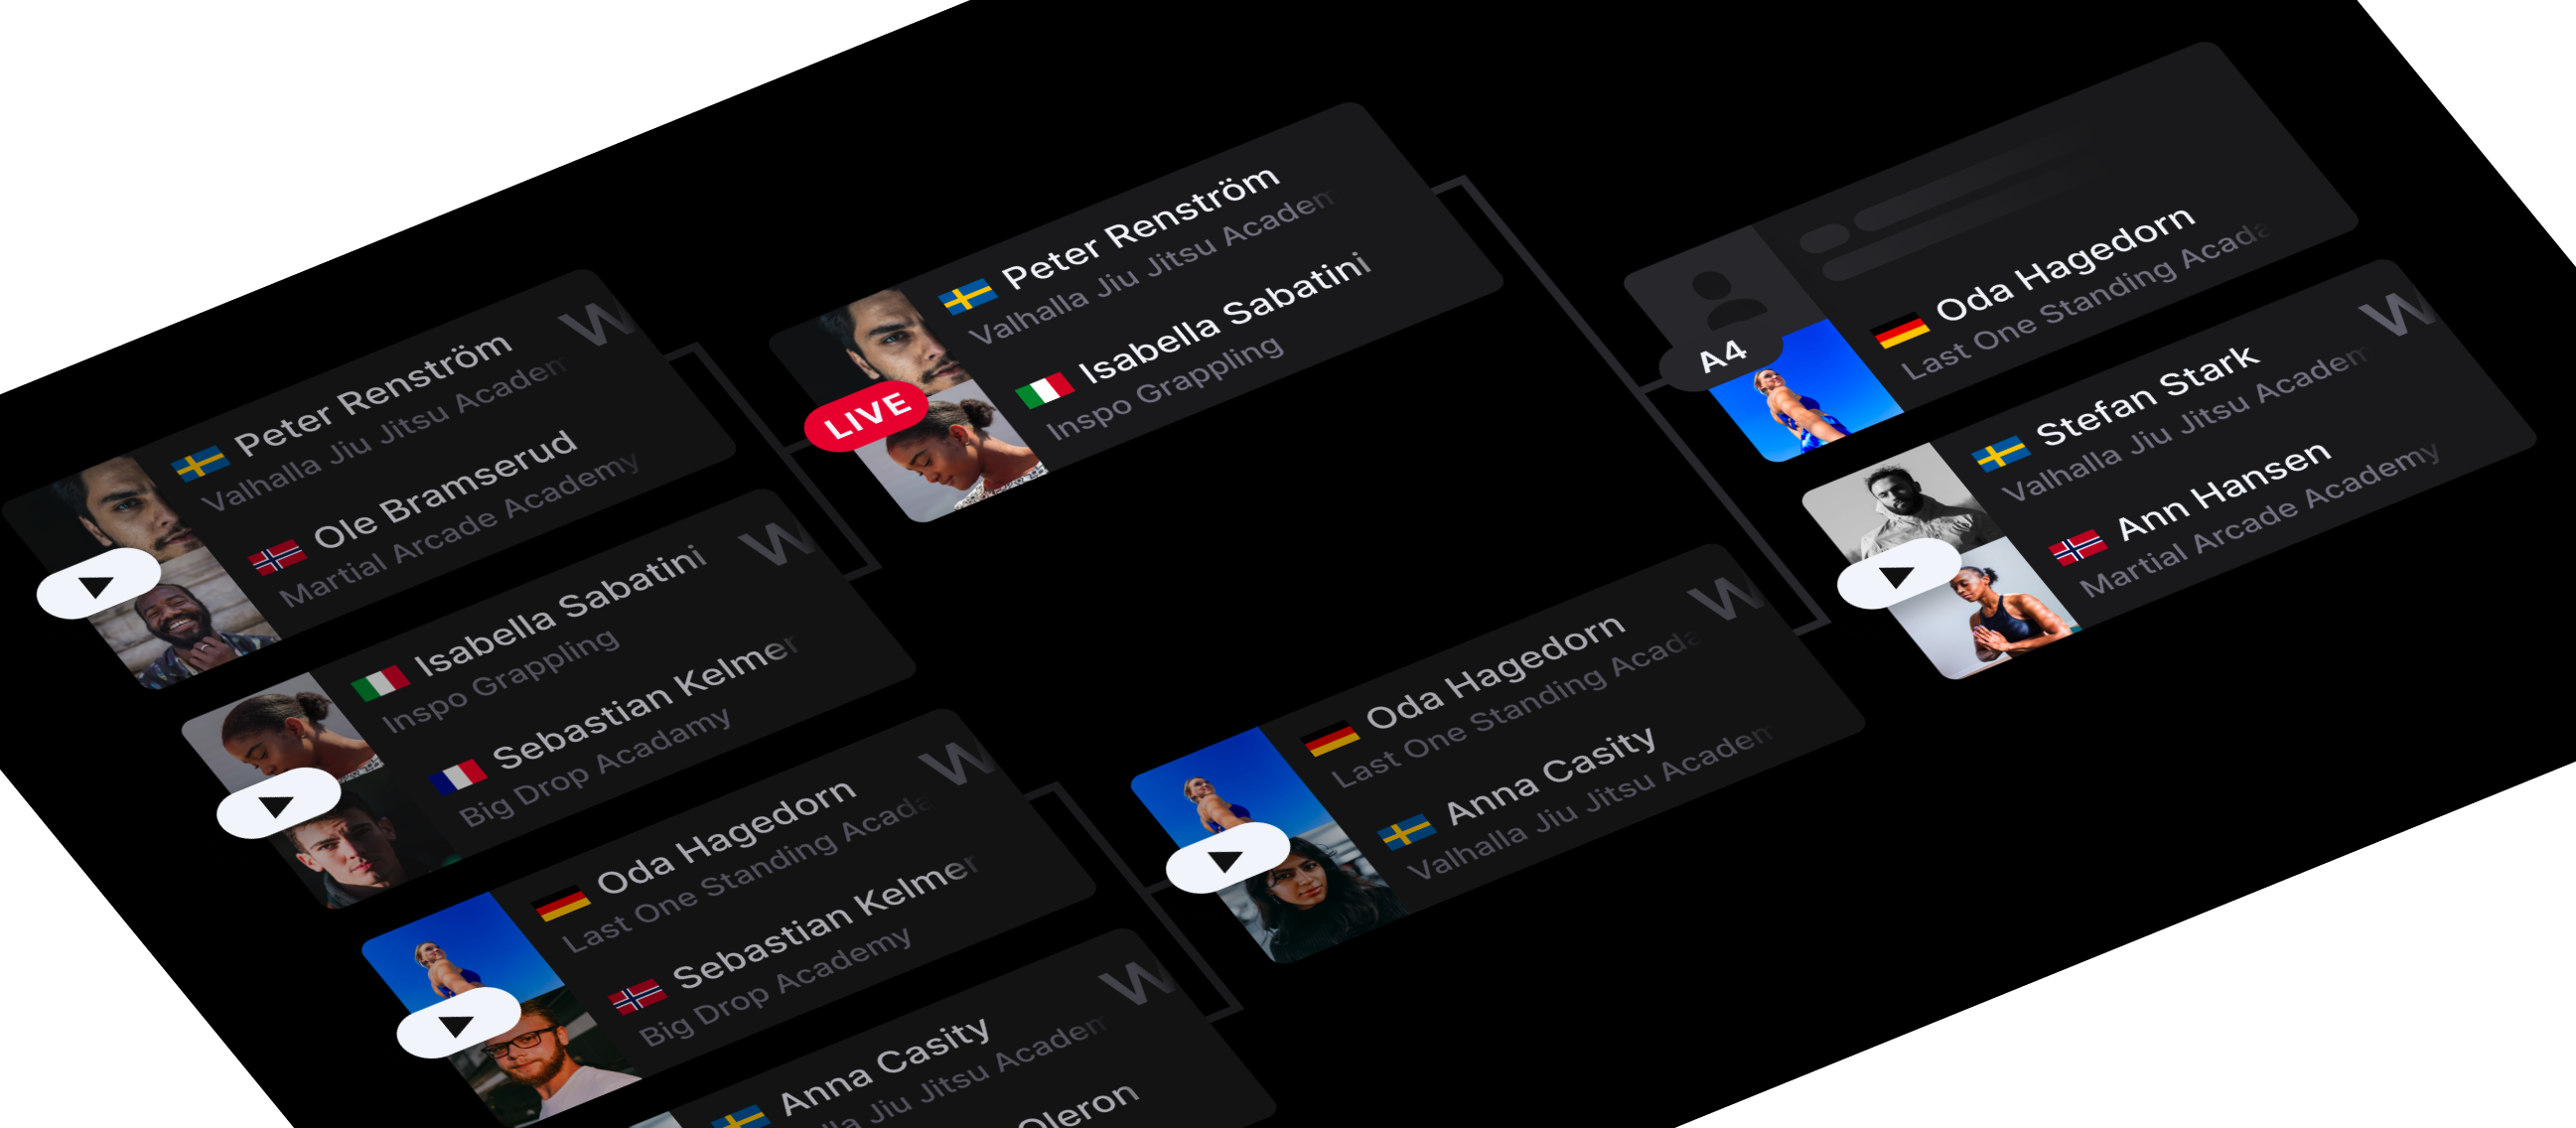 Peter Renström
Valhalla Jiu Jitsu Academ
W
Ole Bramserud
Martial Arcade Academy
Isabella Sabatini
W
Inspo Grappling
Sebastian Kelmer
Big Drop Acadamy
Oda Hagedorn
W
Last One Standing Acada
Sebastian Kelmer
Big Drop Academy
Anna Casity
W
lla Jiu Jitsu Academ
Oleron
Peter Renström
Valhalla Jiu Jitsu Academ
LIVE
Isabella Sabatini
Inspo Grappling
Oda Hagedorn
W
Last One Standing Acada
Anna Casity
Valhalla Jiu Jitsu Academ
A4
Oda Hagedorn
Last One Standing Acada
Stefan Stark
W
Valhalla Jiu Jitsu Academ
Ann Hansen
Martial Arcade Academy